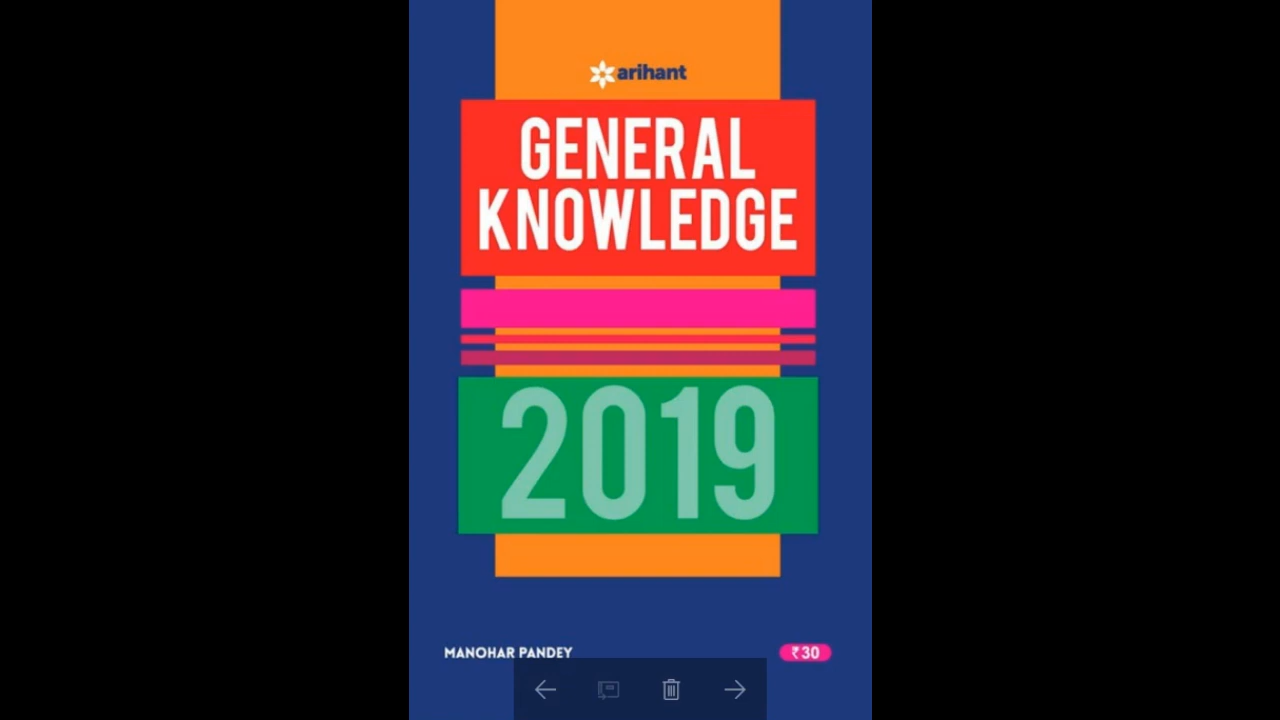 arihant
GENERAL
KNOWLEDGE
2019
MANOHAR PANDEY
₹30